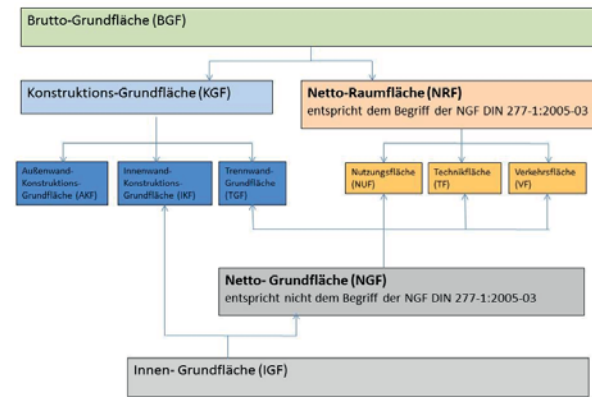 Brutto-Grundfläche (BGF)
Konstruktions-Grundfläche (KGF)
Netto-Raumfläche (NRF)
entspricht dem Begriff der NGF DIN 277-1:2005-03
Außenwand-
Konstruktions-
Grundfläche (AKF)
Innenwand-
Konstruktions-
Grundfläche (IKF)
Trennwand-
Grundfläche
(TGF)
Nutzungsfläche
(NUF)
Technikfläche
(TF)
Verkehrsfläche
(VF)
Netto- Grundfläche (NGF)
entspricht nicht dem Begriff der NGF DIN 277-1:2005-03
Innen- Grundfläche (IGF)